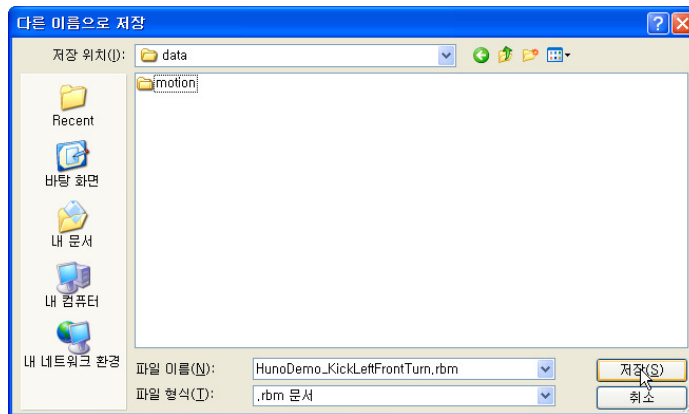 다른 이름으로 저장
저장 위치(I): data
motion
Recent
바탕 화면
내 문서
내 컴퓨터
내 네트워크 환경
파일 이름(N): HunoDemo_KickLeftFrontTurn,rbm
파일 형식(T): ,rbm 문서
저장(S)
취소